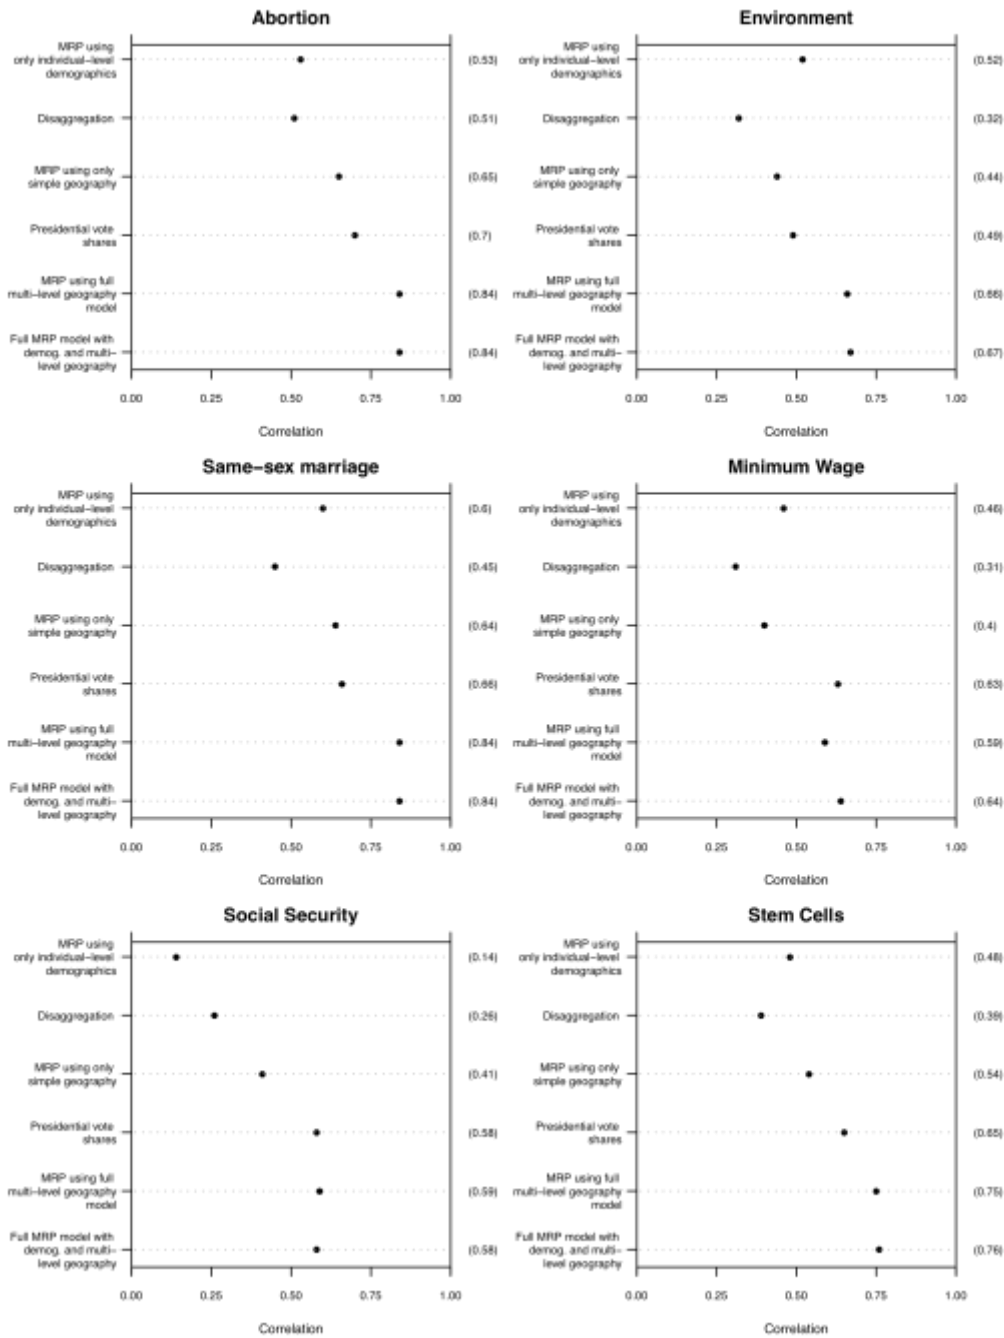 Abortion
MRP using
only individual-level
demographics
(0.53)
Disaggregation
(0.51)
MRP using only
simple geography
(0.65)
Presidential vote
shares
(0.7)
MRP using full
multi-level geography
model
(0.84)
Full MRP model with
demog. and multi-
level geography
(0.84)
0.00 0.25 0.50 0.75 1.00
Correlation
Environment
MRP using
only individual-level
demographics
(0.52)
Disaggregation
(0.32)
MRP using only
simple geography
(0.44)
Presidential vote
shares
(0.49)
MRP using full
multi-level geography
model
(0.66)
Full MRP model with
demog. and multi-
level geography
(0.67)
0.00 0.25 0.50 0.75 1.00
Correlation
Same-sex marriage
MRP using
only individual-level
demographics
(0.6)
Disaggregation
(0.45)
MRP using only
simple geography
(0.64)
Presidential vote
shares
(0.66)
MRP using full
multi-level geography
model
(0.84)
Full MRP model with
demog. and multi-
level geography
(0.84)
0.00 0.25 0.50 0.75 1.00
Correlation
Minimum Wage
MRP using
only individual-level
demographics
(0.46)
Disaggregation
(0.31)
MRP using only
simple geography
(0.4)
Presidential vote
shares
(0.63)
MRP using full
multi-level geography
model
(0.59)
Full MRP model with
demog. and multi-
level geography
(0.64)
0.00 0.25 0.50 0.75 1.00
Correlation
Social Security
MRP using
only individual-level
demographics
(0.14)
Disaggregation
(0.26)
MRP using only
simple geography
(0.41)
Presidential vote
shares
(0.58)
MRP using full
multi-level geography
model
(0.59)
Full MRP model with
demog. and multi-
level geography
(0.58)
0.00 0.25 0.50 0.75 1.00
Correlation
Stem Cells
MRP using
only individual-level
demographics
(0.48)
Disaggregation
(0.39)
MRP using only
simple geography
(0.54)
Presidential vote
shares
(0.65)
MRP using full
multi-level geography
model
(0.75)
Full MRP model with
demog. and multi-
level geography
(0.76)
0.00 0.25 0.50 0.75 1.00
Correlation